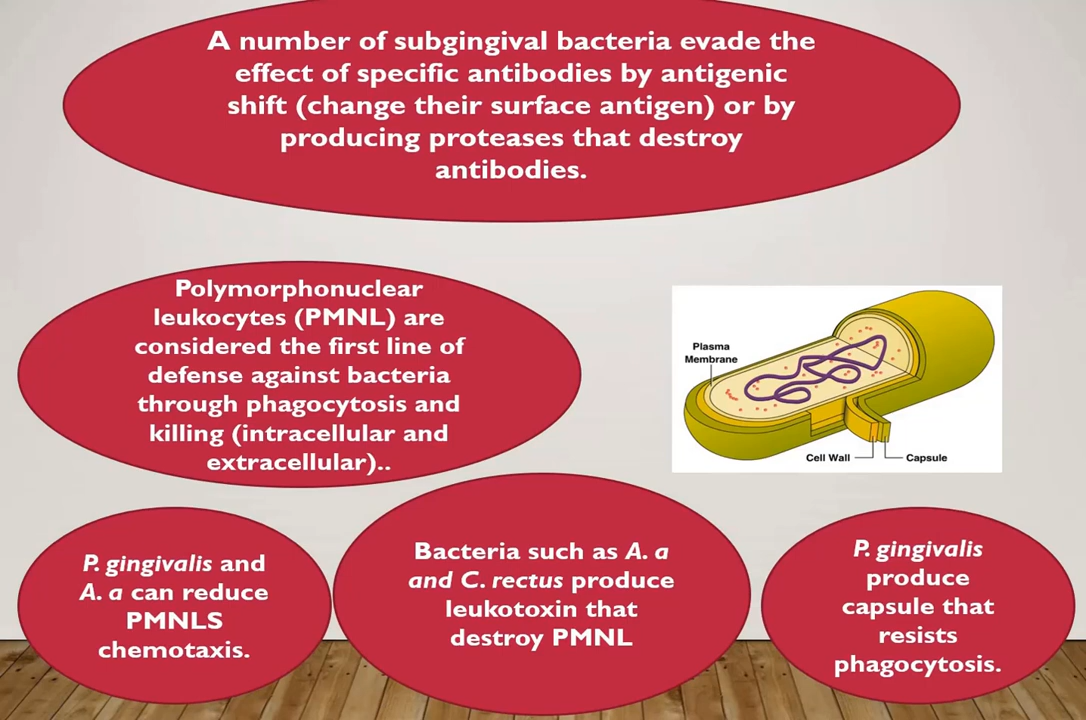 A number of subgingival bacteria evade the
effect of specific antibodies by antigenic
shift (change their surface antigen) or by
producing proteases that destroy
antibodies.
Polymorphonuclear
leukocytes (PMNL) are
considered the first line of
defense against bacteria
through phagocytosis and
killing (intracellular and
extracellular)..
Plasma
Membrane
Cell Wall
Capsule
P. gingivalis and
A. a can reduce
PMNLS
chemotaxis.
Bacteria such as A. a
and C. rectus produce
leukotoxin that
destroy PMNL
P. gingivalis
produce
capsule that
resists
phagocytosis.